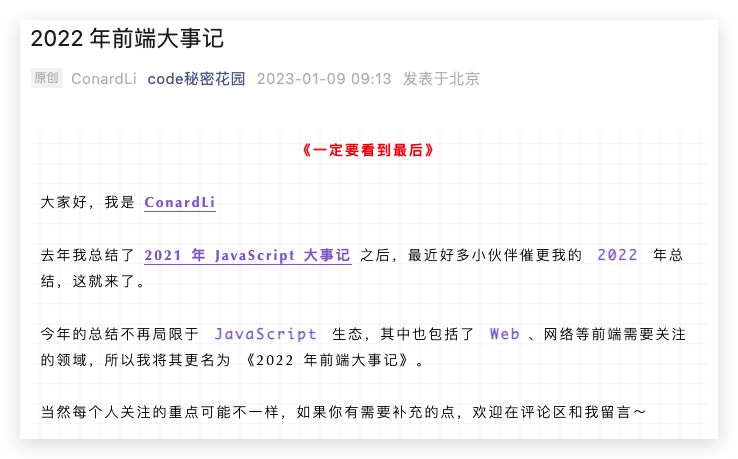 2022 年前端大事记
原创 ConardLi code秘密花园 2023-01-09 09:13 发表于北京
《一定要看到最后》
大家好，我是 ConardLi
去年我总结了 2021 年 JavaScript 大事记 之后，最近好多小伙伴催更我的 2022 年总
结，这就来了。
今年的总结不再局限于 JavaScript 生态，其中也包括了 Web 、网络等前端需要关注
的领域，所以我将其更名为 《2022 年前端大事记》。
当然每个人关注的重点可能不一样，如果你有需要补充的点，欢迎在评论区和我留言～